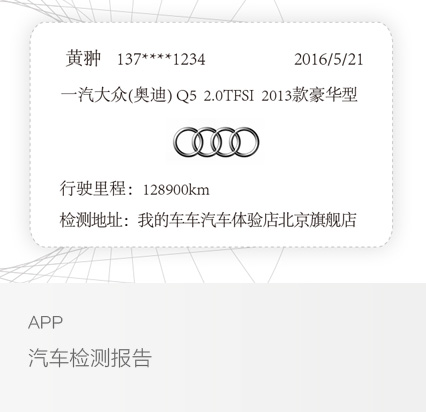 黄翀 137****1234 2016/5/21
一汽大众(奥迪) Q5 2.0TFSI 2013款豪华型
行驶里程：128900km
检测地址：我的车车汽车体验店北京旗舰店
APP
汽车检测报告